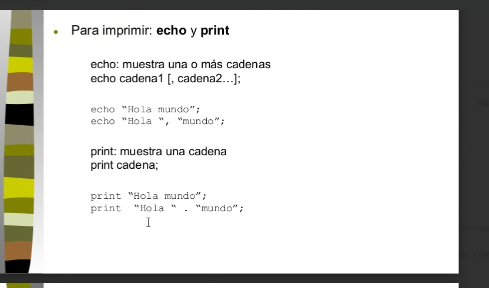 Para imprimir: echo y print
echo: muestra una o más cadenas
echo cadena1 [, cadena2…];
echo “Hola mundo”;
echo “Hola “, “mundo”;
print: muestra una cadena
print cadena;
print “Hola mundo”;
print  “Hola “ . “mundo”;